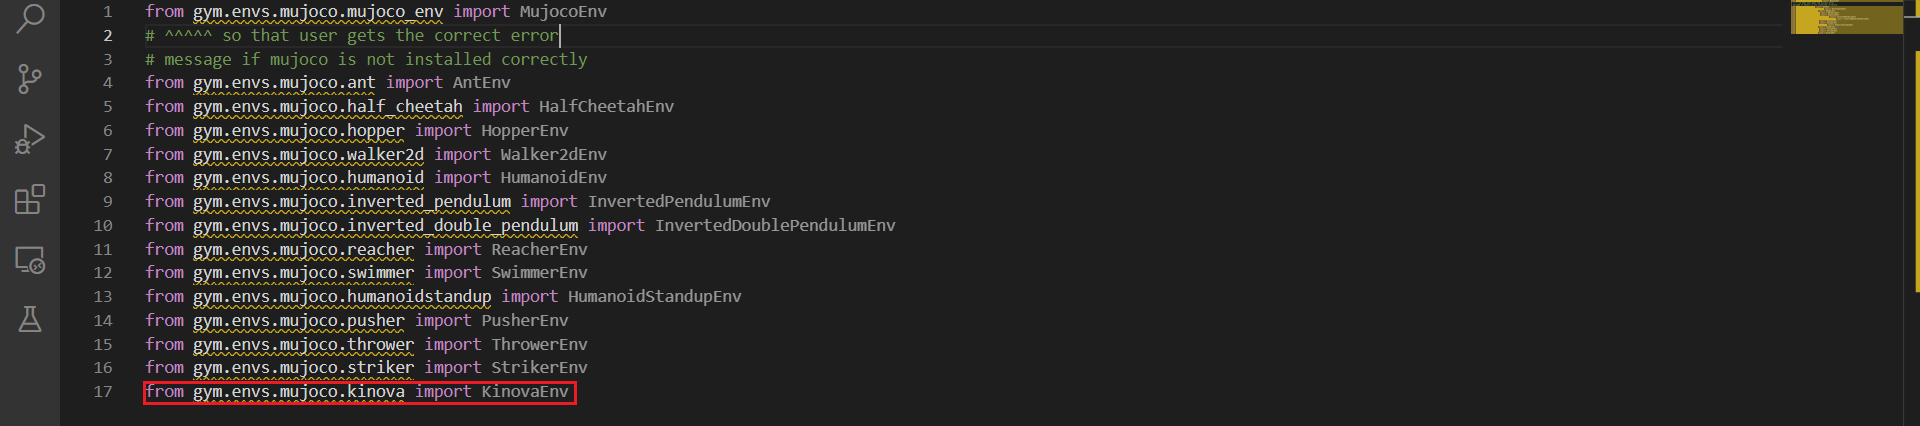 1 from gym.envs.mujoco.mujoco_env import MujocoEnv
2 # ^^^^^ so that user gets the correct error
3 # message if mujoco is not installed correctly
4 from gym.envs.mujoco.ant import AntEnv
5 from gym.envs.mujoco.half_cheetah import HalfCheetahEnv
6 from gym.envs.mujoco.hopper import HopperEnv
7 from gym.envs.mujoco.walker2d import Walker2dEnv
8 from gym.envs.mujoco.humanoid import HumanoidEnv
9 from gym.envs.mujoco.inverted_pendulum import InvertedPendulumEnv
10 from gym.envs.mujoco.inverted_double_pendulum import InvertedDoublePendulumEnv
11 from gym.envs.mujoco.reacher import ReacherEnv
12 from gym.envs.mujoco.swimmer import SwimmerEnv
13 from gym.envs.mujoco.humanoidstandup import HumanoidStandupEnv
14 from gym.envs.mujoco.pusher import PusherEnv
15 from gym.envs.mujoco.thrower import ThrowerEnv
16 from gym.envs.mujoco.striker import StrikerEnv
17 from gym.envs.mujoco.kinova import KinovaEnv